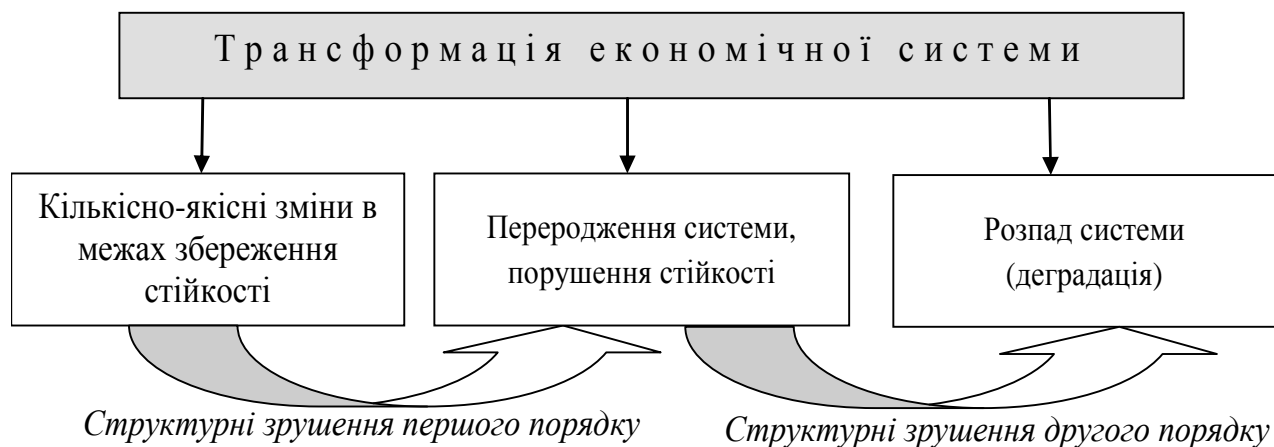 Трансформація економічної системи
Кількісно-якісні зміни в
межах збереження
стійкості
Переродження системи,
порушення стійкості
Розпад системи
(деградація)
Структурні зрушення першого порядку
Структурні зрушення другого порядку